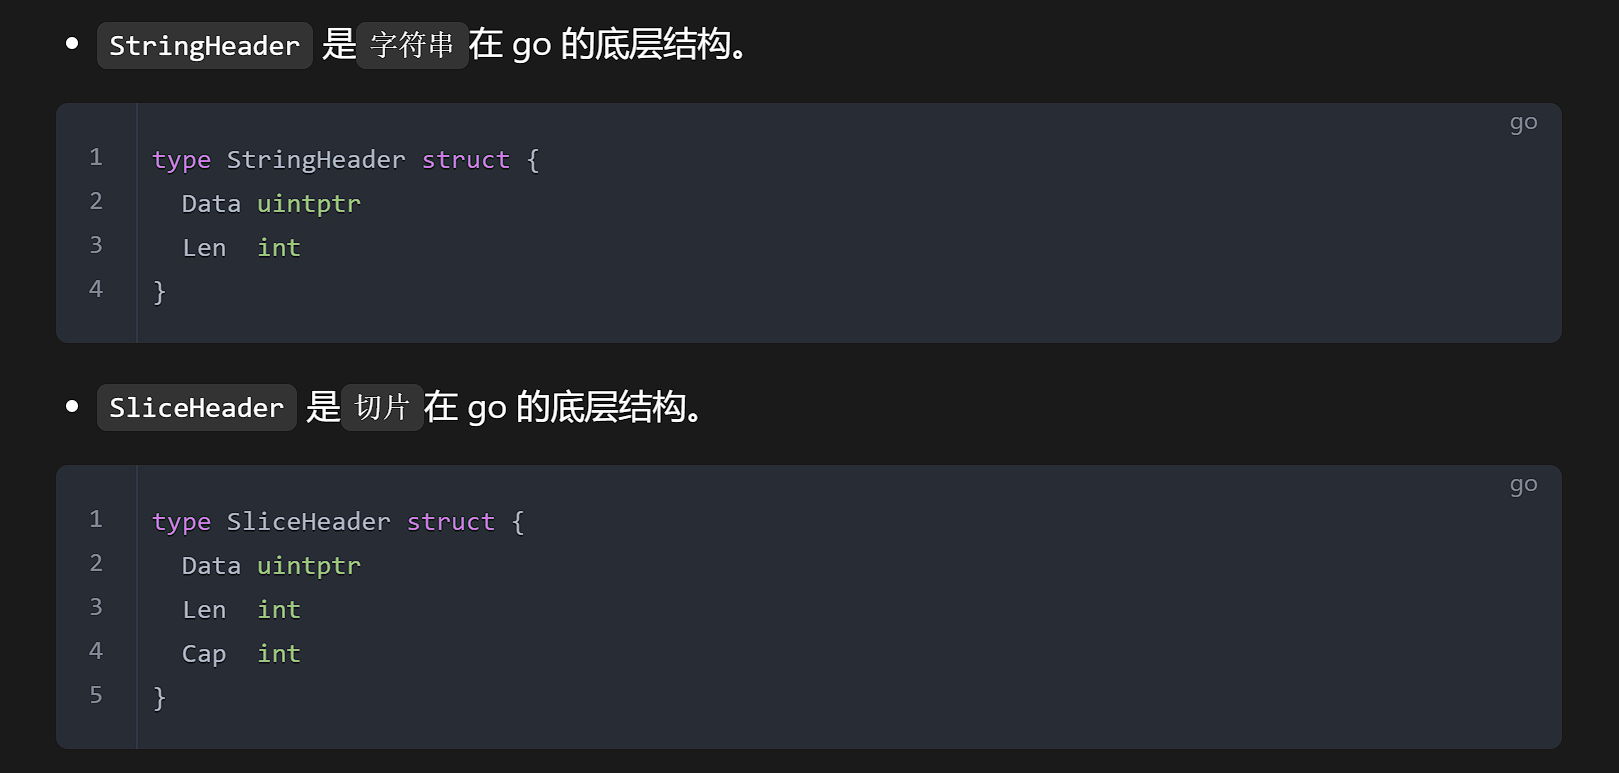 • StringHeader 是 字符串 在 go 的底层结构。
go
1 type StringHeader struct {
2   Data uintptr
3   Len  int
4 }
• SliceHeader 是 切片 在 go 的底层结构。
go
1 type SliceHeader struct {
2   Data uintptr
3   Len  int
4   Cap  int
5 }